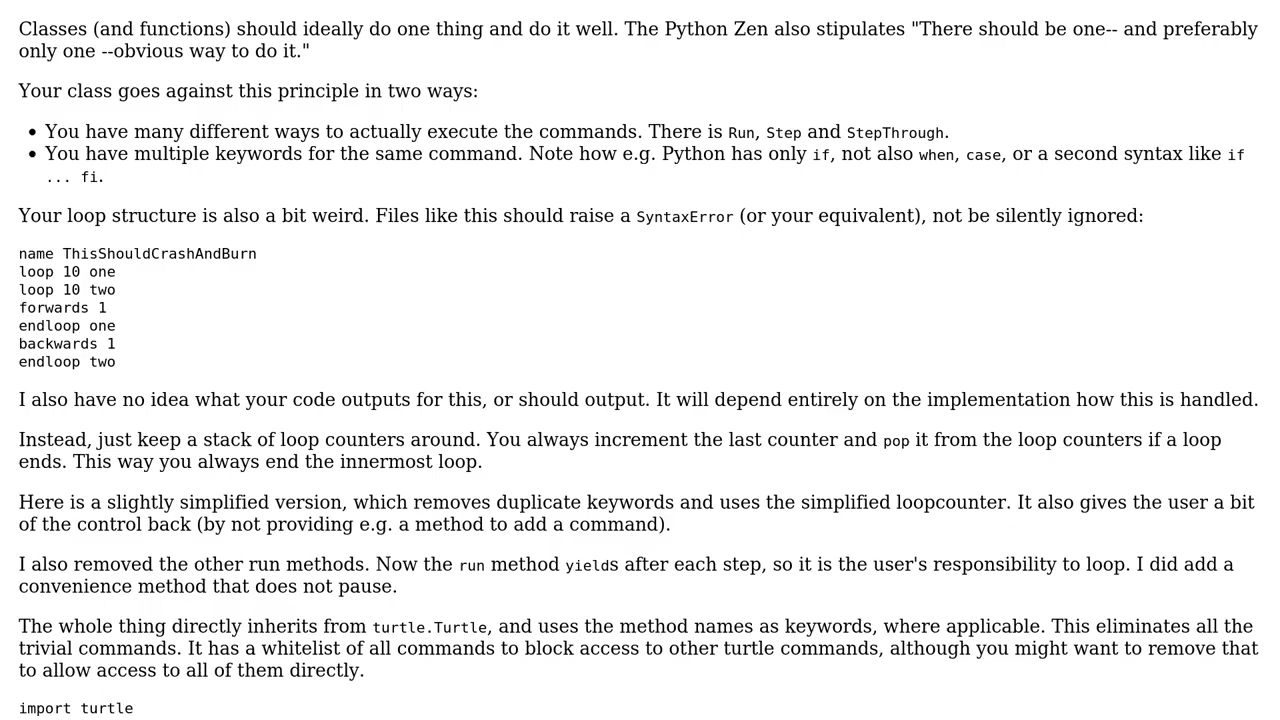 Classes (and functions) should ideally do one thing and do it well. The Python Zen also stipulates "There should be one-- and preferably
only one --obvious way to do it."
Your class goes against this principle in two ways:
• You have many different ways to actually execute the commands. There is Run, Step and StepThrough.
• You have multiple keywords for the same command. Note how e.g. Python has only if, not also when, case, or a second syntax like if
... fi.
Your loop structure is also a bit weird. Files like this should raise a SyntaxError (or your equivalent), not be silently ignored:
name ThisShouldCrashAndBurn
loop 10 one
loop 10 two
forwards 1
endloop one
backwards 1
endloop two
I also have no idea what your code outputs for this, or should output. It will depend entirely on the implementation how this is handled.
Instead, just keep a stack of loop counters around. You always increment the last counter and pop it from the loop counters if a loop
ends. This way you always end the innermost loop.
Here is a slightly simplified version, which removes duplicate keywords and uses the simplified loopcounter. It also gives the user a bit
of the control back (by not providing e.g. a method to add a command).
I also removed the other run methods. Now the run method yields after each step, so it is the user's responsibility to loop. I did add a
convenience method that does not pause.
The whole thing directly inherits from turtle.Turtle, and uses the method names as keywords, where applicable. This eliminates all the
trivial commands. It has a whitelist of all commands to block access to other turtle commands, although you might want to remove that
to allow access to all of them directly.
import turtle